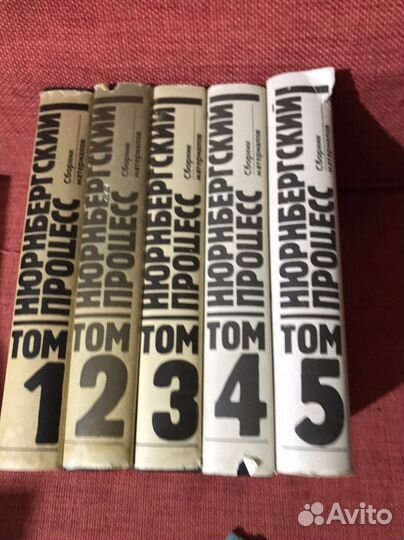 НЮРНБЕРГСКИЙ
ПРОЦЕСС
Сборник
материалов
ТОМ
1
НЮРНБЕРГСКИЙ
ПРОЦЕСС
Сборник
материалов
ТОМ
2
НЮРНБЕРГСКИЙ
ПРОЦЕСС
Сборник
материалов
ТОМ
3
НЮРНБЕРГСКИЙ
ПРОЦЕСС
Сборник
материалов
ТОМ
4
НЮРНБЕРГСКИЙ
ПРОЦЕСС
Сборник
материалов
ТОМ
5
Avito